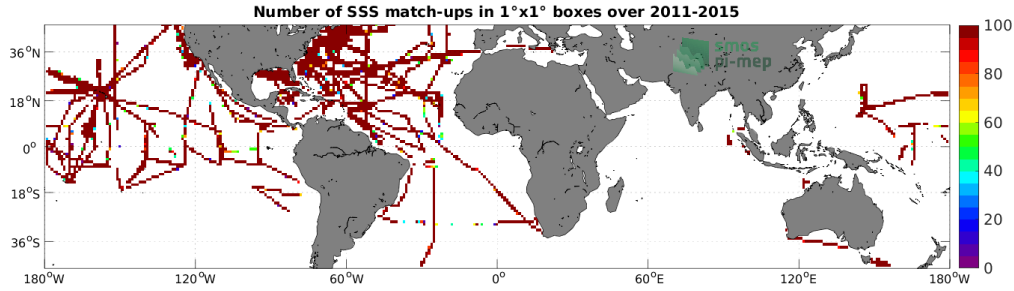 Number of SSS match-ups in 1°x1° boxes over 2011-2015
36°N
18°N
0°
18°S
36°S
180°W
120°W
60°W
0°
60°E
120°E
180°W
100
80
60
40
20
0
smos
pi-mep